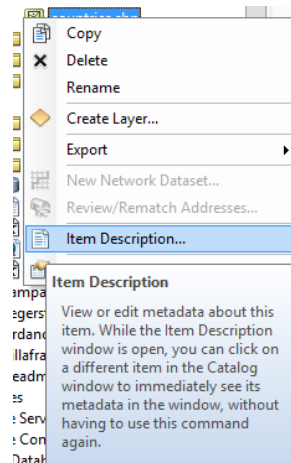 countries.shp
Copy
Delete
Rename
Create Layer...
Export
New Network Dataset...
Review/Rematch Addresses...
Item Description...
Item Description
View or edit metadata about this
item. While the Item Description
window is open, you can click on
a different item in the Catalog
window to immediately see its
metadata in the window, without
having to use this command
again.